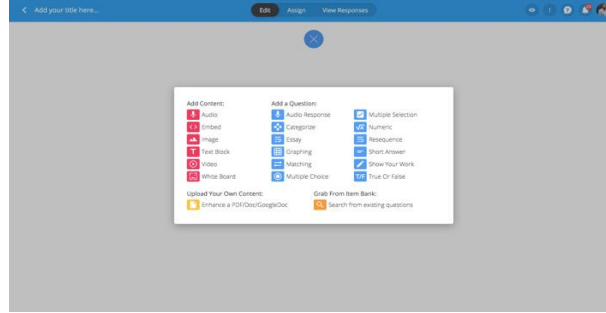 Add your title here...
Edit Assign View Responses
Add Content:
Audio
Embed
Image
Text Block
Video
White Board
Add a Question:
Audio Response
Categorize
Essay
Graphing
Matching
Multiple Choice
Multiple Selection
Numeric
Resequence
Short Answer
Show Your Work
T/F True Or False
Upload Your Own Content:
Enhance a PDF/Doc/GoogleDoc
Grab From Item Bank:
Search from existing questions